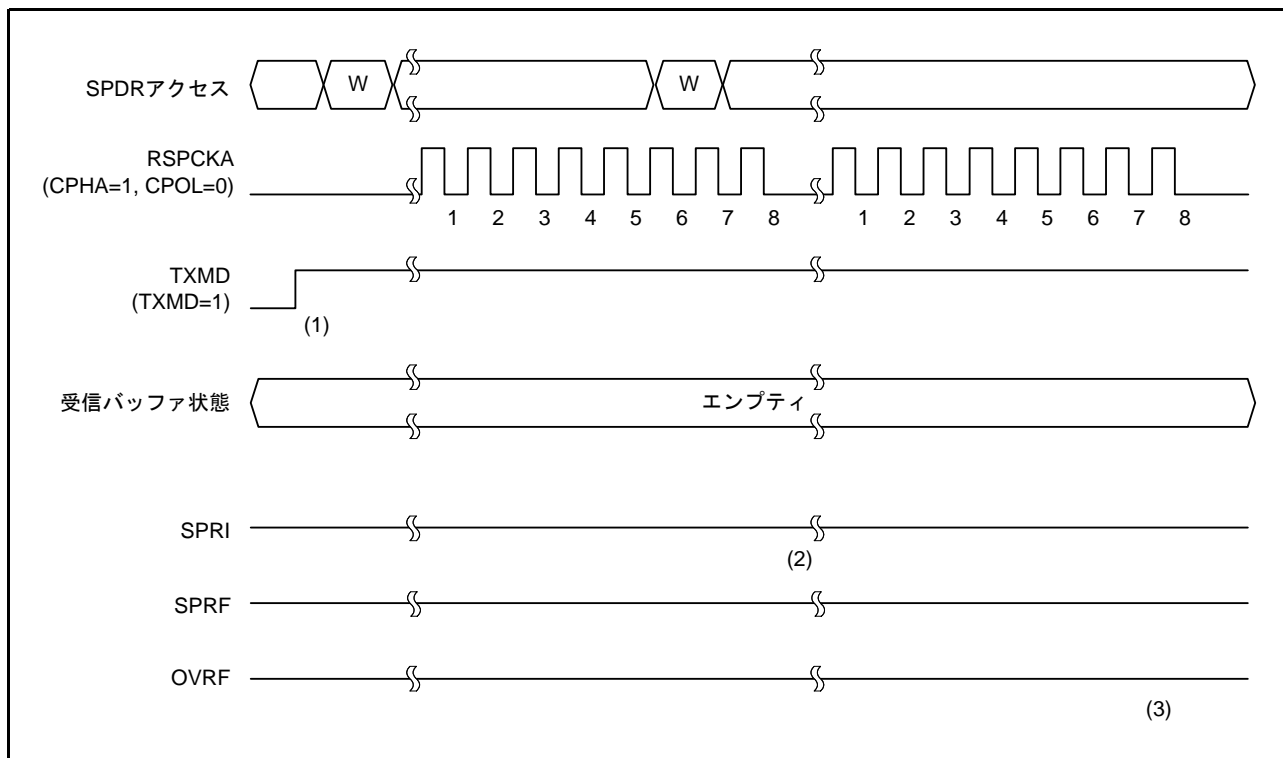 SPDRアクセス
W
W
RSPCKA
(CPHA=1, CPOL=0)
1 2 3 4 5 6 7 8 1 2 3 4 5 6 7 8
TXMD
(TXMD=1)
(1)
受信バッファ状態
エンプティ
SPRI
(2)
SPRF
OVRF
(3)